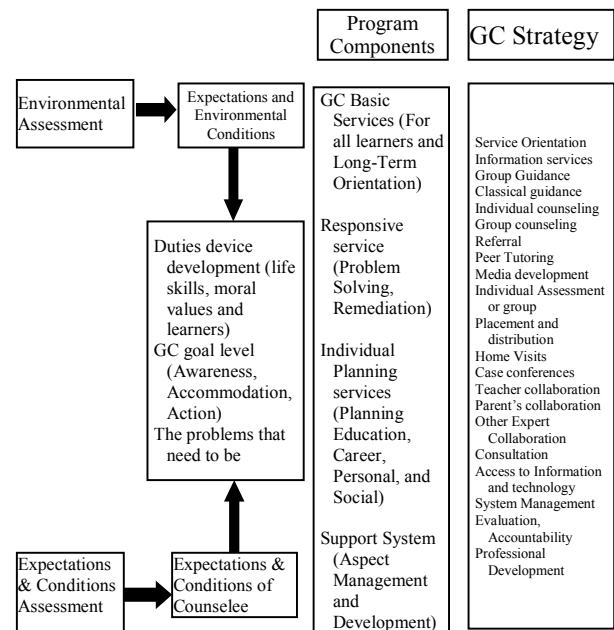 Program
Components
GC Strategy
Environmental
Assessment
Expectations and
Environmental
Conditions
Duties device
development (life
skills, moral
values and
learners)
GC goal level
(Awareness,
Accommodation,
Action)
The problems that
need to be
Expectations
& Conditions
Assessment
Expectations &
Conditions of
Counselee
GC Basic
Services (For
all learners and
Long-Term
Orientation)
Responsive
service
(Problem
Solving,
Remediation)
Individual
Planning
services
(Planning
Education,
Career,
Personal, and
Social)
Support System
(Aspect
Management
and
Development)
Service Orientation
Information services
Group Guidance
Classical guidance
Individual counseling
Group counseling
Referral
Peer Tutoring
Media development
Individual Assessment
or group
Placement and
distribution
Home Visits
Case conferences
Teacher collaboration
Parent's collaboration
Other Expert
Collaboration
Consultation
Access to Information
and technology
System Management
Evaluation,
Accountability
Professional
Development